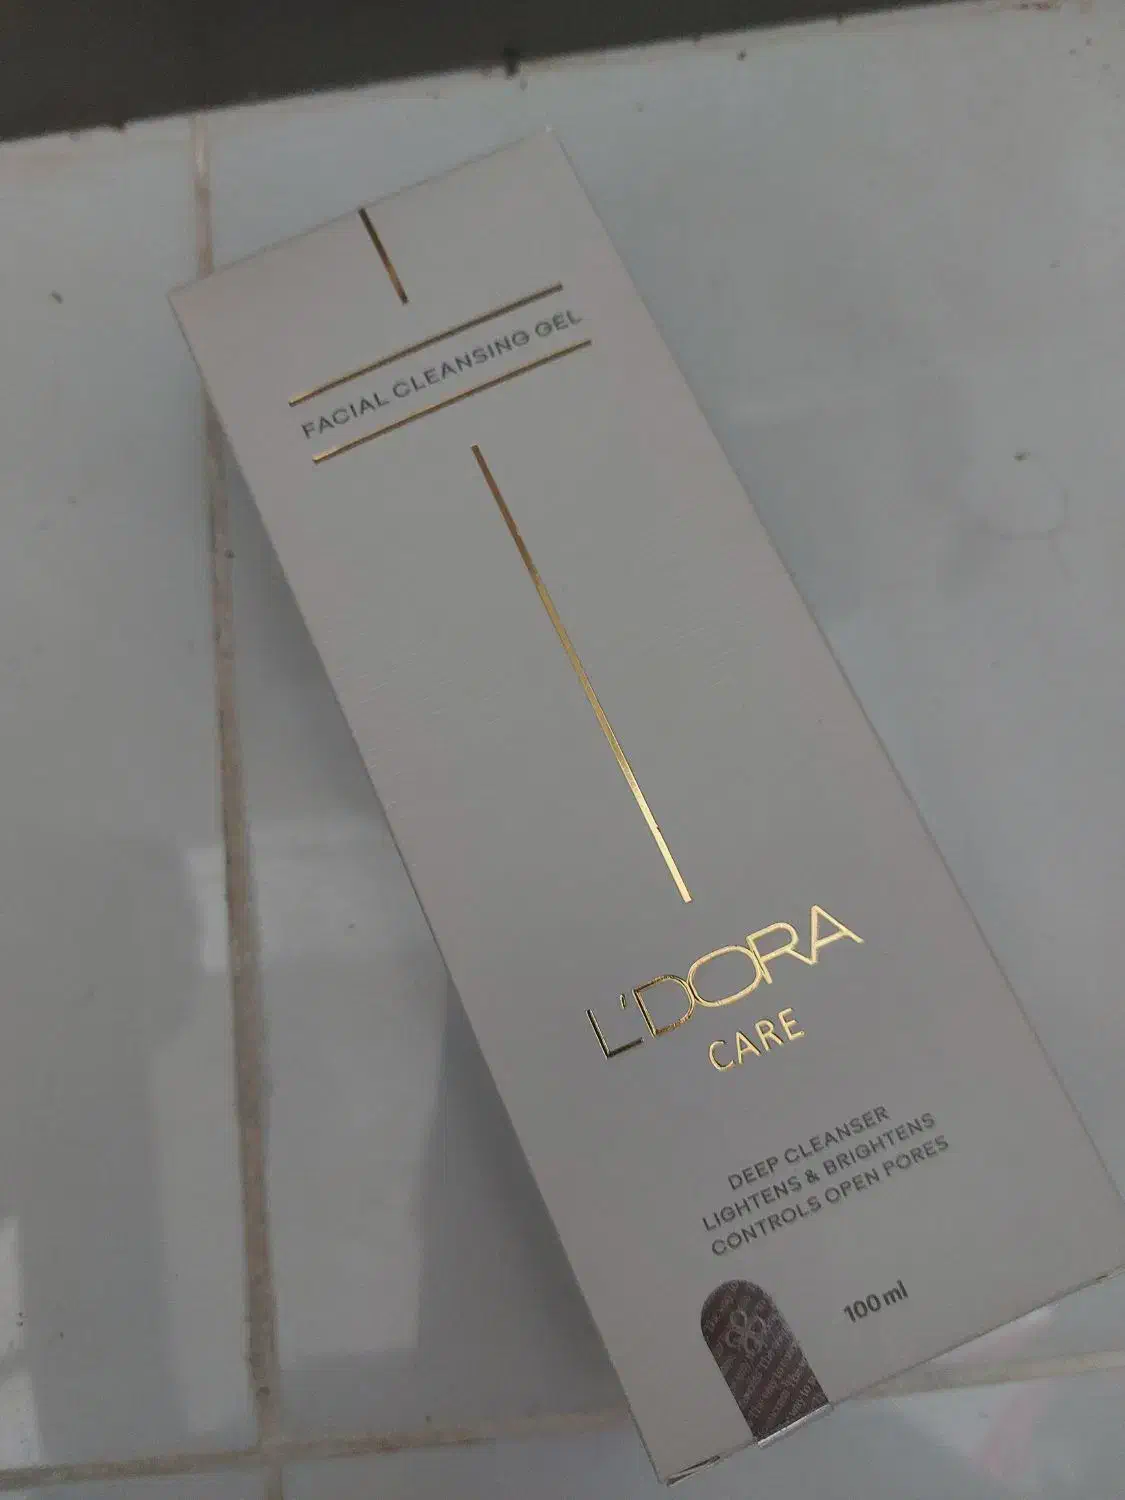 FACIAL CLEANSING GEL
L'DORA
CARE
DEEP CLEANSER
LIGHTENS & BRIGHTENS
CONTROLS OPEN PORES
100 ml